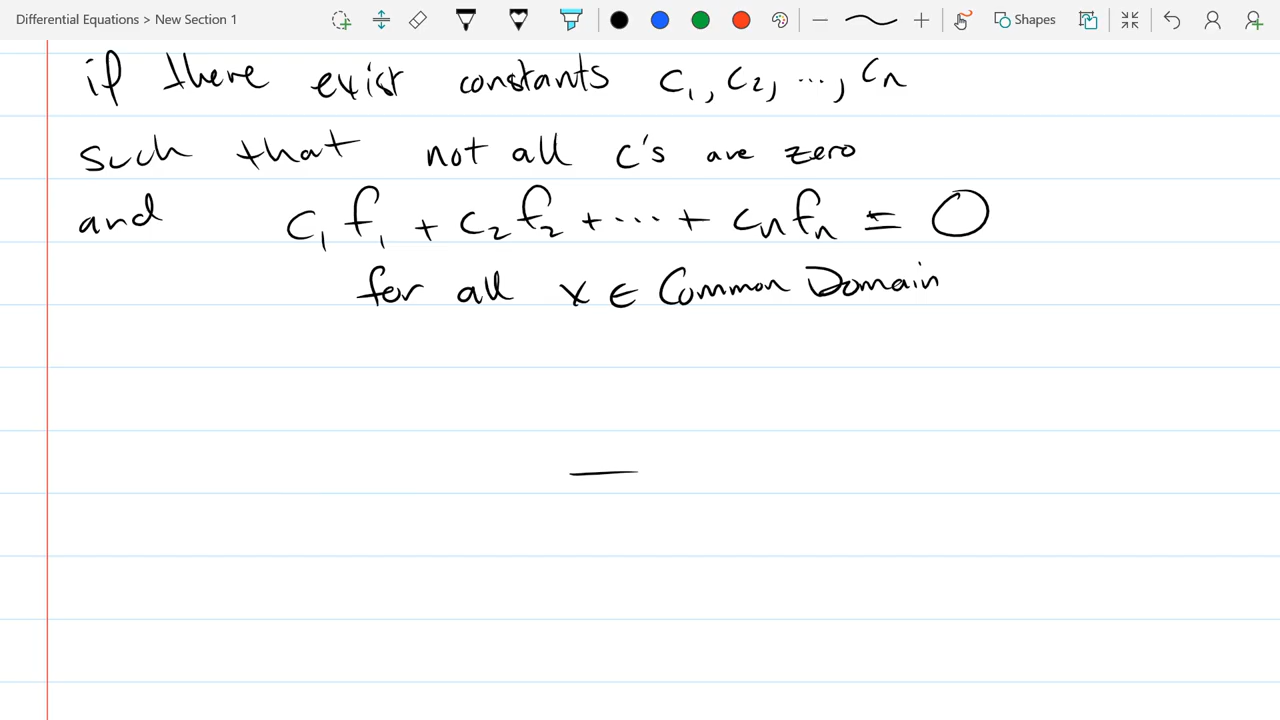 Differential Equations > New Section 1
Shapes
if there exist constants c₁, c₂, ..., cₙ
such that not all c's are zero
and c₁f₁ + c₂f₂ + ... + cₙfₙ = 0
for all x ∈ Common Domain